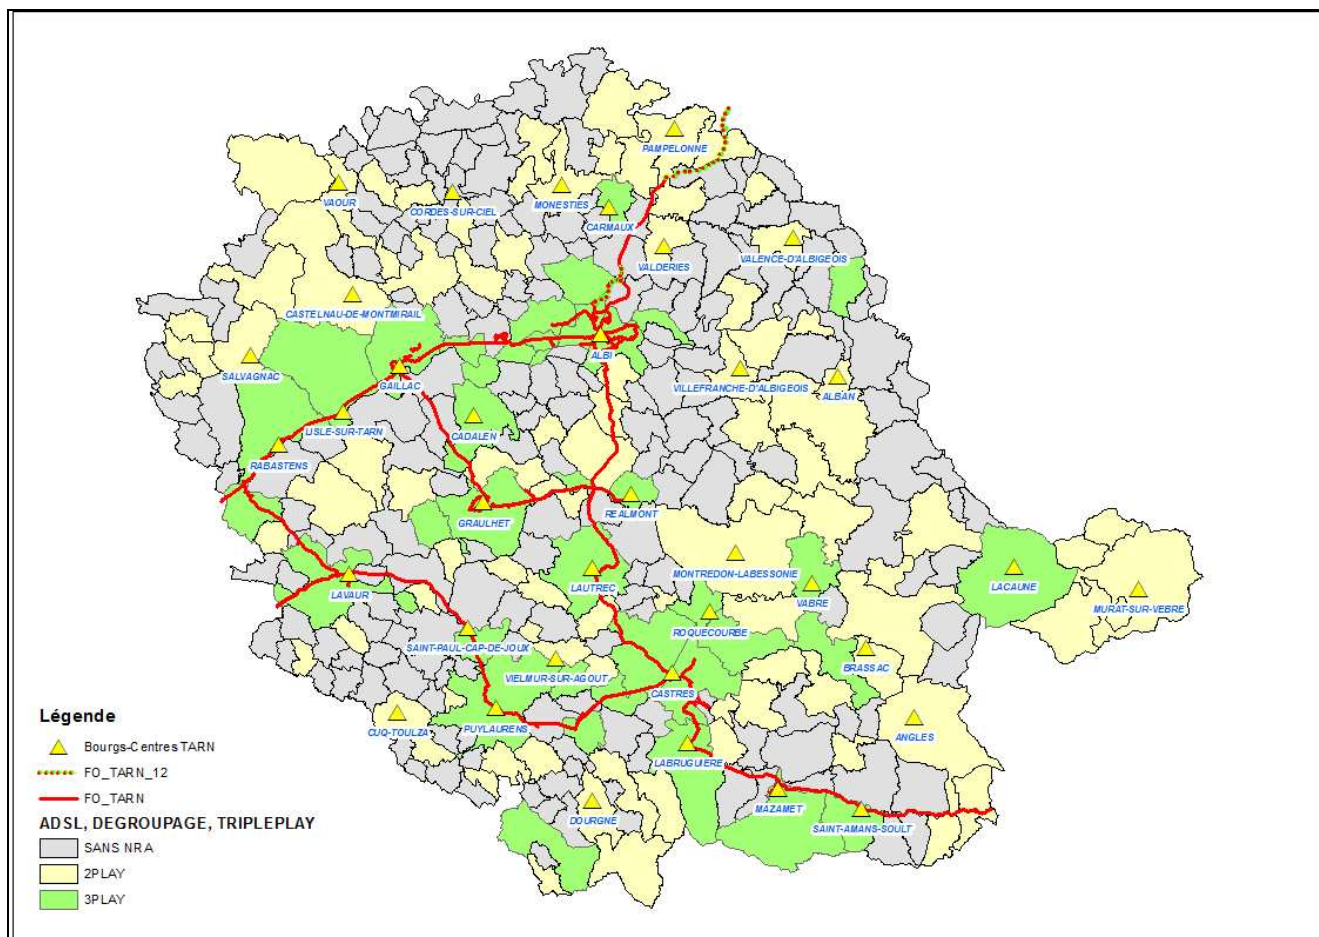 PAMPELONNE
VAOUR
CORDES-SUR-CIEL
MONESTIES
CARMAUX
VALDERIES
VALENCE-D'ALBIGEOIS
CASTELNAU-DE-MONTMIRAIL
SALVAGNAC
GAILLAC
ALBI
VILLEFRANCHE-D'ALBIGEOIS
ALBAN
LISLE-SUR-TARN
CADALEN
RABASTENS
GRAULHET
REALMONT
LAVAUR
LAUTREC
MONTREDON-LABESSONIE
VABRE
LACAUNE
MURAT-SUR-VEBRE
ROQUECOURBE
SAINT-PAUL-CAP-DE-JOUX
VIELMUR-SUR-AGOUT
BRASSAC
CASTRES
CUQ-TOULZA
PUYLAURENS
ANGLES
LABRUGUIERE
DOURGNE
MAZAMET
SAINT-AMANS-SOULT
Légende
Bourgs-Centres TARN
FO_TARN_12
FO_TARN
ADSL, DEGROUPAGE, TRIPLEPLAY
SANS NRA
2PLAY
3PLAY